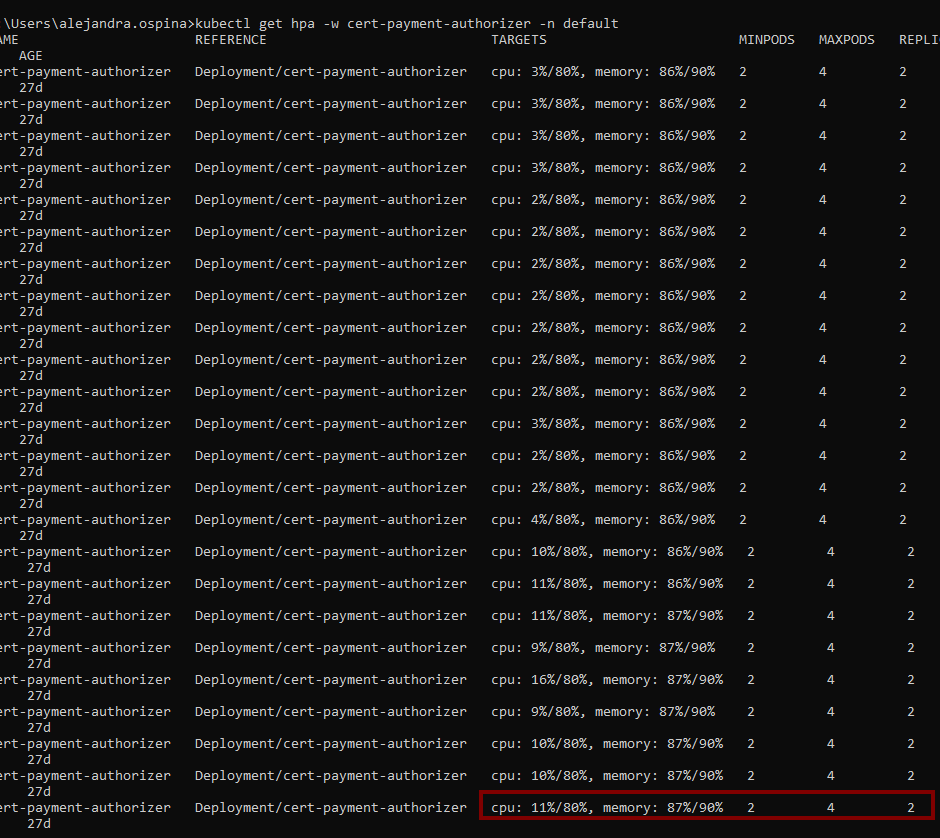 :\Users\alejandra.ospina>kubectl get hpa -w cert-payment-authorizer -n default
AME REFERENCE TARGETS MINPODS MAXPODS REPLI
AGE
ert-payment-authorizer Deployment/cert-payment-authorizer cpu: 3%/80%, memory: 86%/90% 2 4 2
27d
ert-payment-authorizer Deployment/cert-payment-authorizer cpu: 3%/80%, memory: 86%/90% 2 4 2
27d
ert-payment-authorizer Deployment/cert-payment-authorizer cpu: 3%/80%, memory: 86%/90% 2 4 2
27d
ert-payment-authorizer Deployment/cert-payment-authorizer cpu: 3%/80%, memory: 86%/90% 2 4 2
27d
ert-payment-authorizer Deployment/cert-payment-authorizer cpu: 2%/80%, memory: 86%/90% 2 4 2
27d
ert-payment-authorizer Deployment/cert-payment-authorizer cpu: 2%/80%, memory: 86%/90% 2 4 2
27d
ert-payment-authorizer Deployment/cert-payment-authorizer cpu: 2%/80%, memory: 86%/90% 2 4 2
27d
ert-payment-authorizer Deployment/cert-payment-authorizer cpu: 2%/80%, memory: 86%/90% 2 4 2
27d
ert-payment-authorizer Deployment/cert-payment-authorizer cpu: 2%/80%, memory: 86%/90% 2 4 2
27d
ert-payment-authorizer Deployment/cert-payment-authorizer cpu: 2%/80%, memory: 86%/90% 2 4 2
27d
ert-payment-authorizer Deployment/cert-payment-authorizer cpu: 2%/80%, memory: 86%/90% 2 4 2
27d
ert-payment-authorizer Deployment/cert-payment-authorizer cpu: 3%/80%, memory: 86%/90% 2 4 2
27d
ert-payment-authorizer Deployment/cert-payment-authorizer cpu: 2%/80%, memory: 86%/90% 2 4 2
27d
ert-payment-authorizer Deployment/cert-payment-authorizer cpu: 2%/80%, memory: 86%/90% 2 4 2
27d
ert-payment-authorizer Deployment/cert-payment-authorizer cpu: 4%/80%, memory: 86%/90% 2 4 2
27d
ert-payment-authorizer Deployment/cert-payment-authorizer cpu: 10%/80%, memory: 86%/90% 2 4 2
27d
ert-payment-authorizer Deployment/cert-payment-authorizer cpu: 11%/80%, memory: 86%/90% 2 4 2
27d
ert-payment-authorizer Deployment/cert-payment-authorizer cpu: 11%/80%, memory: 87%/90% 2 4 2
27d
ert-payment-authorizer Deployment/cert-payment-authorizer cpu: 9%/80%, memory: 87%/90% 2 4 2
27d
ert-payment-authorizer Deployment/cert-payment-authorizer cpu: 16%/80%, memory: 87%/90% 2 4 2
27d
ert-payment-authorizer Deployment/cert-payment-authorizer cpu: 9%/80%, memory: 87%/90% 2 4 2
27d
ert-payment-authorizer Deployment/cert-payment-authorizer cpu: 10%/80%, memory: 87%/90% 2 4 2
27d
ert-payment-authorizer Deployment/cert-payment-authorizer cpu: 10%/80%, memory: 87%/90% 2 4 2
27d
ert-payment-authorizer Deployment/cert-payment-authorizer cpu: 11%/80%, memory: 87%/90% 2 4 2
27d